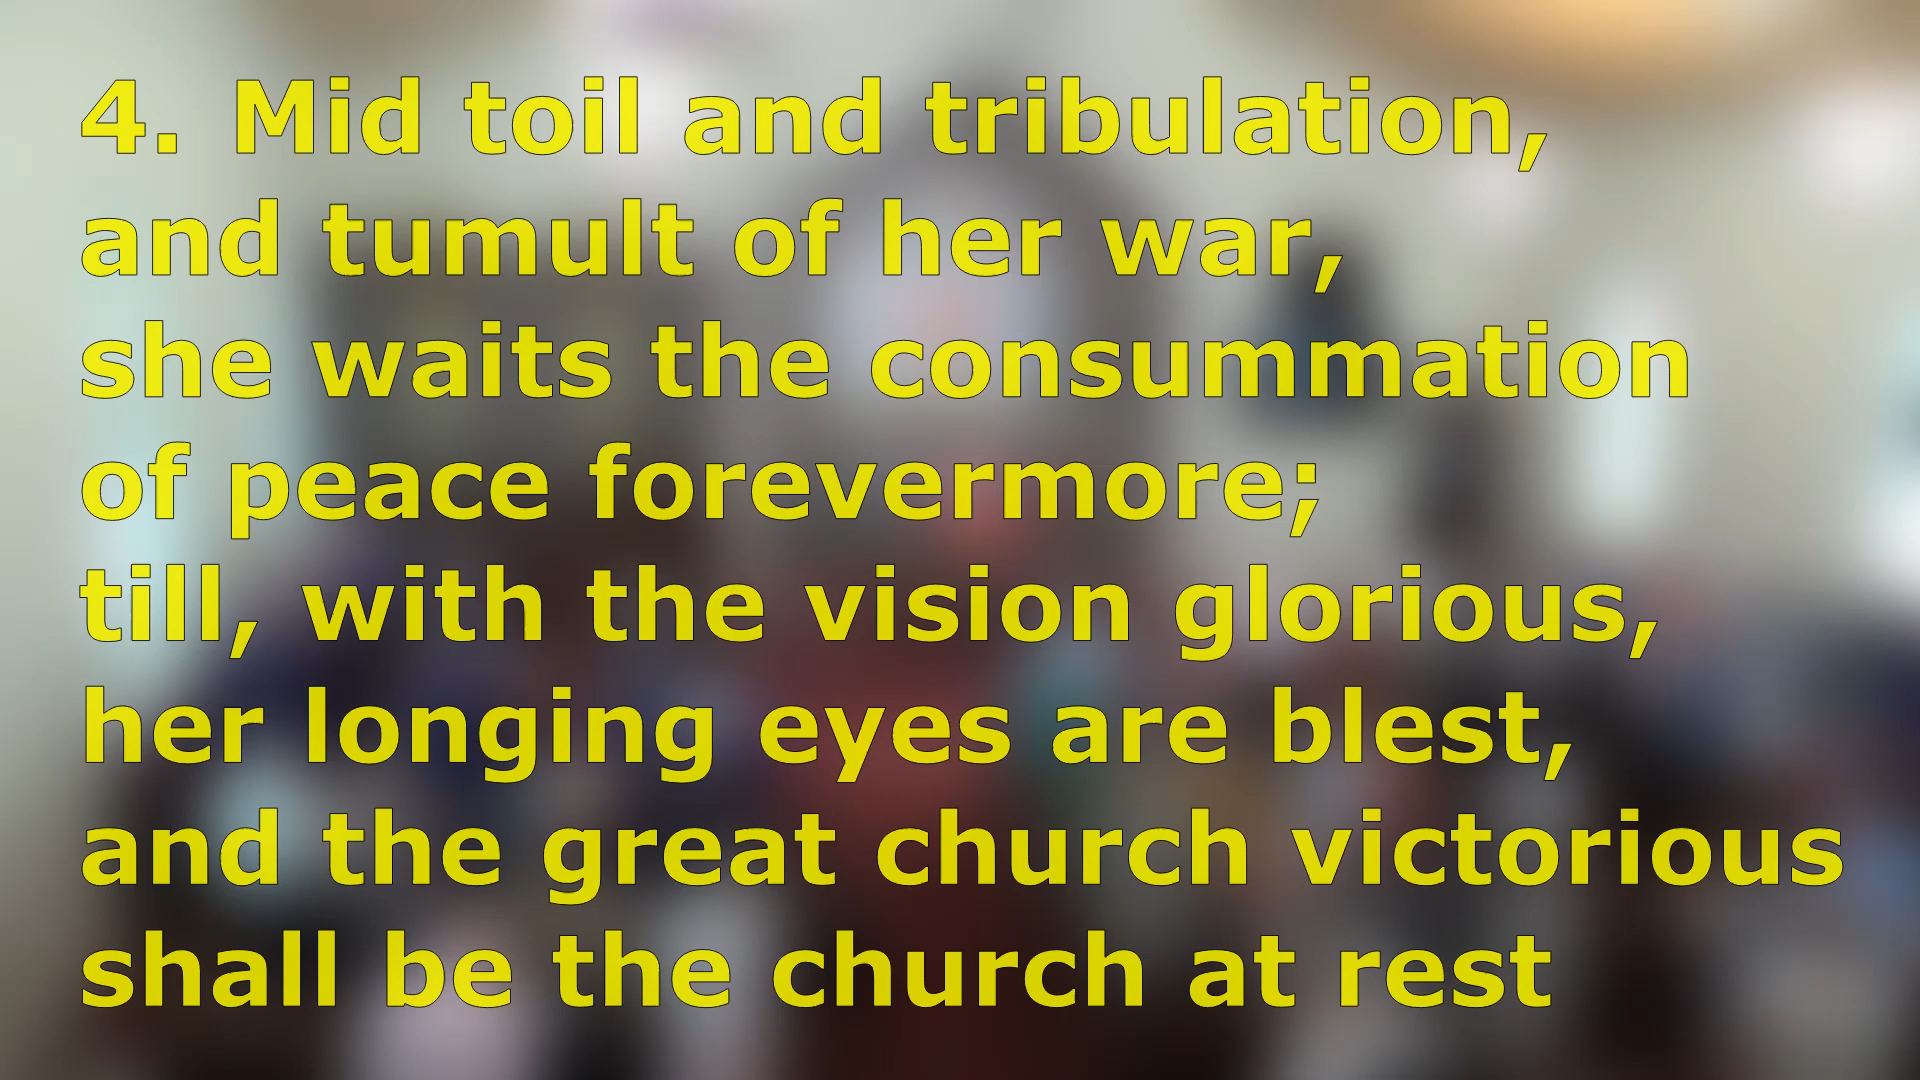 4. Mid toil and tribulation,
and tumult of her war,
she waits the consummation
of peace forevermore;
till, with the vision glorious,
her longing eyes are blest,
and the great church victorious
shall be the church at rest